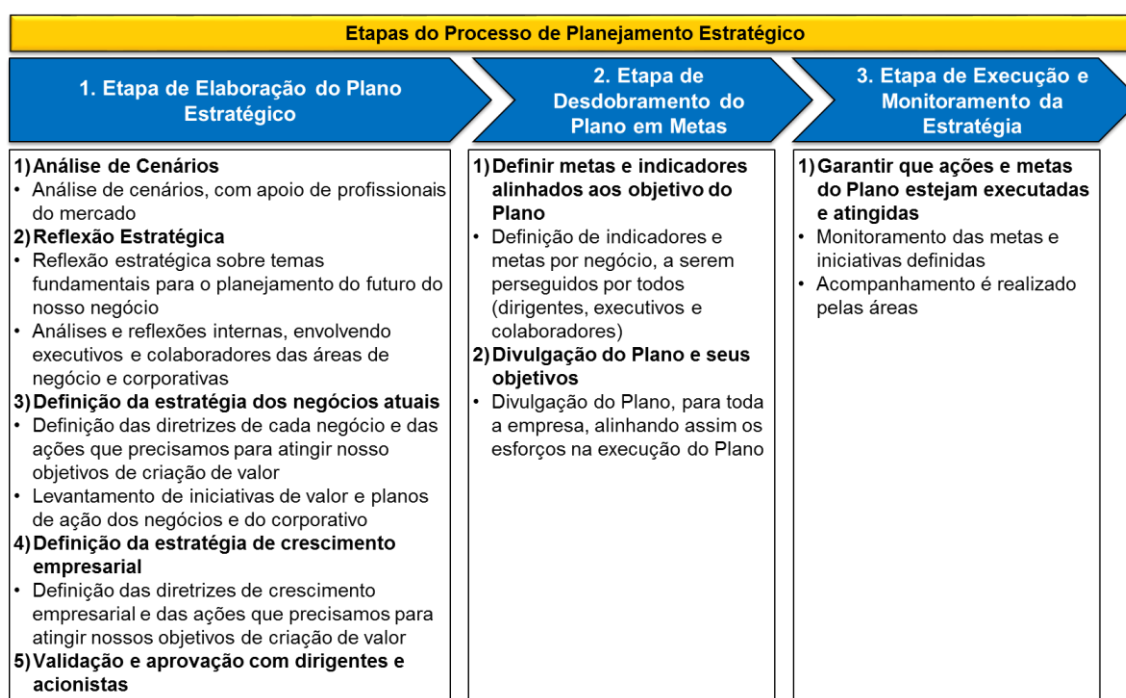 Etapas do Processo de Planejamento Estratégico
1. Etapa de Elaboração do Plano
Estratégico
2. Etapa de
Desdobramento do
Plano em Metas
3. Etapa de Execução e
Monitoramento da
Estratégia
1) Análise de Cenários
• Análise de cenários, com apoio de profissionais
do mercado
2) Reflexão Estratégica
• Reflexão estratégica sobre temas
fundamentais para o planejamento do futuro do
nosso negócio
• Análises e reflexões internas, envolvendo
executivos e colaboradores das áreas de
negócio e corporativas
3) Definição da estratégia dos negócios atuais
• Definição das diretrizes de cada negócio e das
ações que precisamos para atingir nosso
objetivos de criação de valor
• Levantamento de iniciativas de valor e planos
de ação dos negócios e do corporativo
4) Definição da estratégia de crescimento
empresarial
• Definição das diretrizes de crescimento
empresarial e das ações que precisamos para
atingir nossos objetivos de criação de valor
5) Validação e aprovação com dirigentes e
acionistas
1) Definir metas e indicadores
alinhados aos objetivo do
Plano
• Definição de indicadores e
metas por negócio, a serem
perseguidos por todos
(dirigentes, executivos e
colaboradores)
2) Divulgação do Plano e seus
objetivos
• Divulgação do Plano, para toda
a empresa, alinhando assim os
esforços na execução do Plano
1) Garantir que ações e metas
do Plano estejam executadas
e atingidas
• Monitoramento das metas e
iniciativas definidas
• Acompanhamento é realizado
pelas áreas